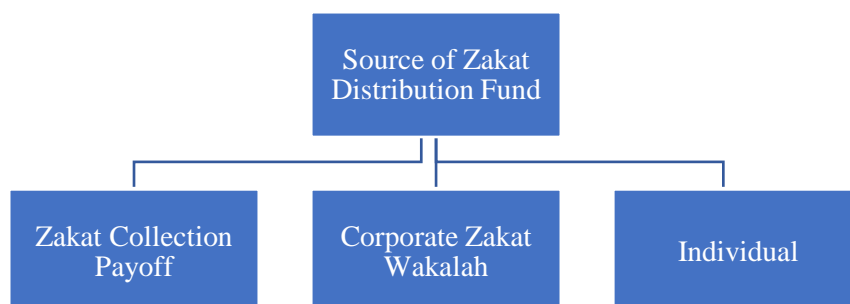 Source of Zakat
Distribution Fund
Zakat Collection
Payoff
Corporate Zakat
Wakalah
Individual